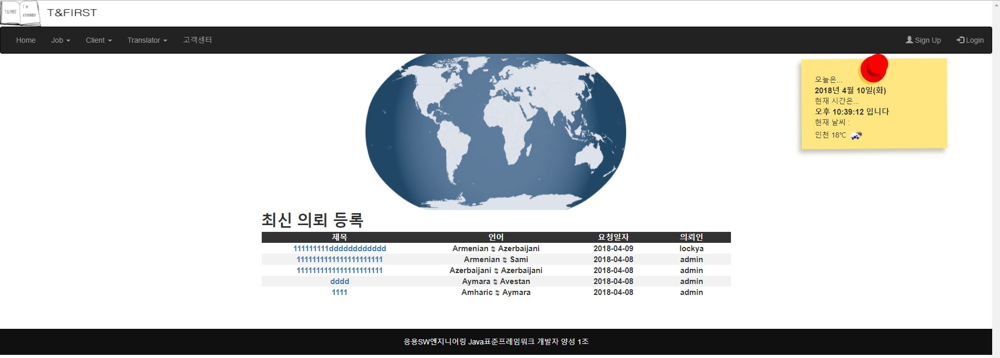 T & FIRST
I'm
a translator
T&FIRST
Home Job Client Translator 고객센터 Sign Up Login
오늘은...
2018년 4월 10일(화)
현재 시간은...
오후 10:39:12 입니다
현재 날씨 :
인천 18℃
최신 의뢰 등록
제목 언어 요청일자 의뢰인
111111111dddddddddddd Armenian Azerbaijani 2018-04-09 lockya
1111111111111111111111 Armenian Sami 2018-04-08 admin
1111111111111111111111 Azerbaijani Azerbaijani 2018-04-08 admin
dddd Aymara Avestan 2018-04-08 admin
1111 Amharic Aymara 2018-04-08 admin
응용SW엔지니어링 Java표준프레임워크 개발자 양성 1조